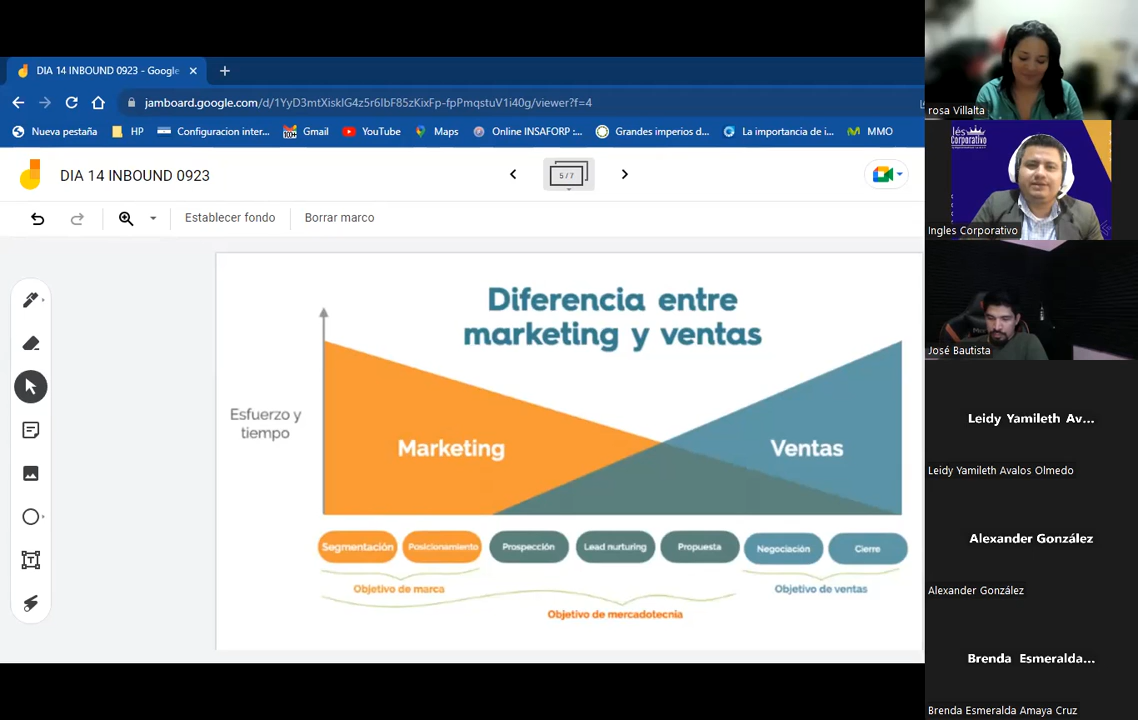 DIA 14 INBOUND 0923 - Google
jamboard.google.com/d/1YyD3mtXisklG4z5r6IbF85zKixFp-fpPmqstuV1i40g/viewer?f=4
Nueva pestaña
HP
Configuracion inter...
Gmail
YouTube
Maps
Online INSAFORP :...
Grandes imperios d...
La importancia de i...
MMO
DIA 14 INBOUND 0923
5 / 7
Establecer fondo
Borrar marco
Diferencia entre
marketing y ventas
Esfuerzo y
tiempo
Marketing
Ventas
Segmentación
Posicionamiento
Prospección
Lead nurturing
Propuesta
Negociación
Cierre
Objetivo de marca
Objetivo de ventas
Objetivo de mercadotecnia
rosa Villalta
lés
Corporativo
Ingles Corporativo
José Bautista
Leidy Yamileth Av...
Leidy Yamileth Avalos Olmedo
Alexander González
Alexander González
Brenda Esmeralda...
Brenda Esmeralda Amaya Cruz